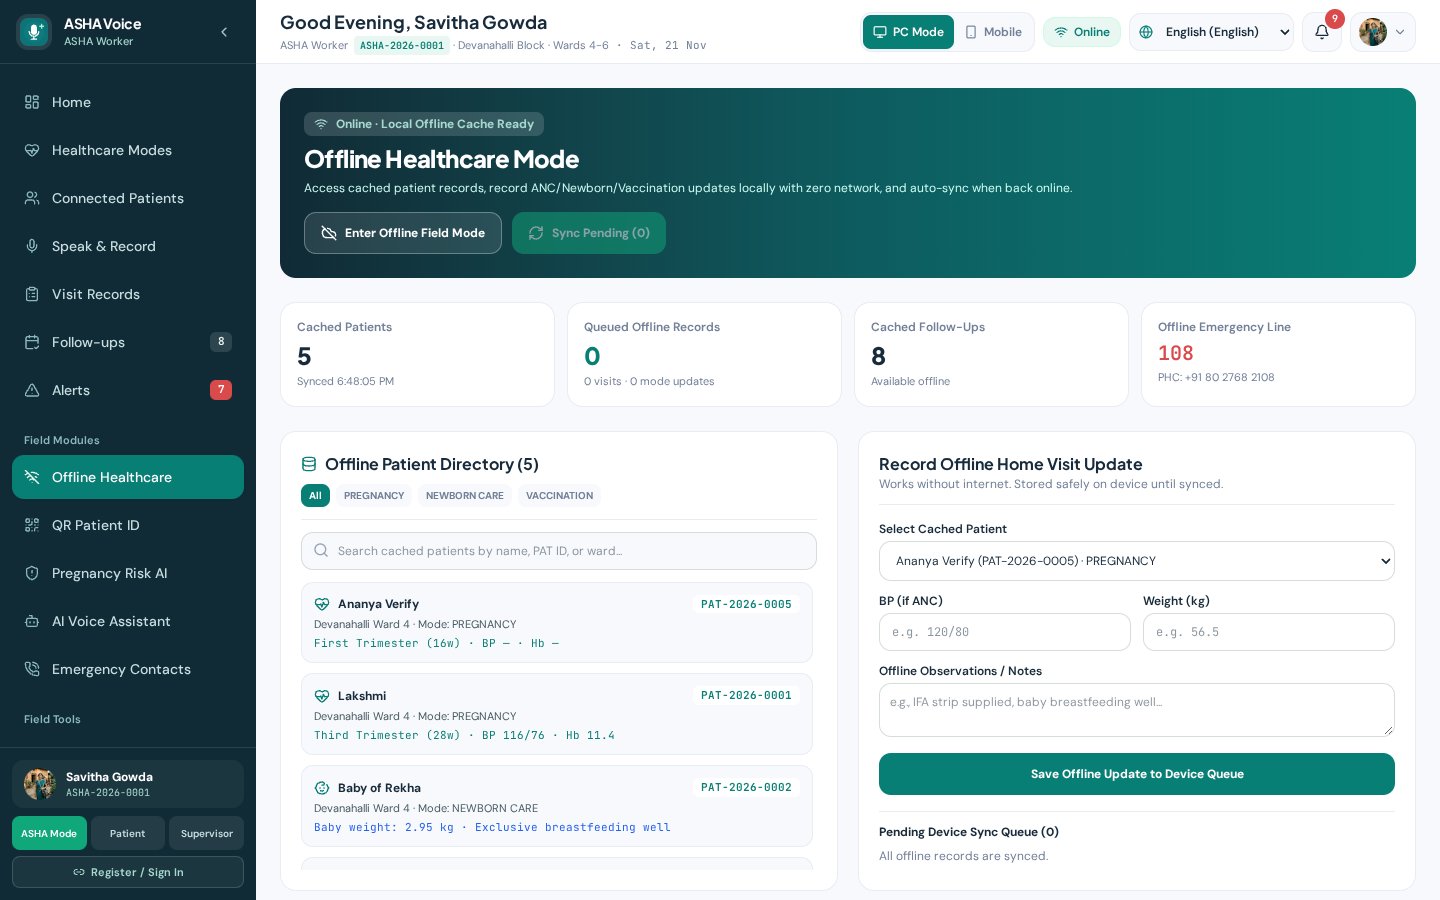 ASHA Voice
ASHA Worker
Home
Healthcare Modes
Connected Patients
Speak & Record
Visit Records
Follow-ups 8
Alerts 7
Field Modules
Offline Healthcare
QR Patient ID
Pregnancy Risk AI
AI Voice Assistant
Emergency Contacts
Field Tools
Savitha Gowda
ASHA-2026-0001
ASHA Mode Patient Supervisor
Register / Sign In
Good Evening, Savitha Gowda
ASHA Worker ASHA-2026-0001 · Devanahalli Block · Wards 4-6 · Sat, 21 Nov
PC Mode Mobile Online English (English) 9
Online · Local Offline Cache Ready
Offline Healthcare Mode
Access cached patient records, record ANC/Newborn/Vaccination updates locally with zero network, and auto-sync when back online.
Enter Offline Field Mode Sync Pending (0)
Cached Patients
5
Synced 6:48:05 PM
Queued Offline Records
0
0 visits · 0 mode updates
Cached Follow-Ups
8
Available offline
Offline Emergency Line
108
PHC: +91 80 2768 2108
Offline Patient Directory (5)
All PREGNANCY NEWBORN CARE VACCINATION
Search cached patients by name, PAT ID, or ward...
Ananya Verify PAT-2026-0005
Devanahalli Ward 4 · Mode: PREGNANCY
First Trimester (16w) · BP — · Hb —
Lakshmi PAT-2026-0001
Devanahalli Ward 4 · Mode: PREGNANCY
Third Trimester (28w) · BP 116/76 · Hb 11.4
Baby of Rekha PAT-2026-0002
Devanahalli Ward 4 · Mode: NEWBORN CARE
Baby weight: 2.95 kg · Exclusive breastfeeding well
Record Offline Home Visit Update
Works without internet. Stored safely on device until synced.
Select Cached Patient
Ananya Verify (PAT-2026-0005) · PREGNANCY
BP (if ANC) Weight (kg)
e.g. 120/80 e.g. 56.5
Offline Observations / Notes
e.g., IFA strip supplied, baby breastfeeding well...
Save Offline Update to Device Queue
Pending Device Sync Queue (0)
All offline records are synced.